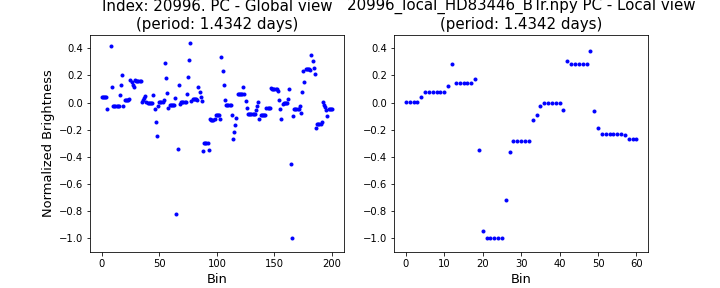 Index: 20996. PC - Global view
(period: 1.4342 days)
20996_local_HD83446_BTr.npy PC - Local view
(period: 1.4342 days)
Normalized Brightness
0.4
0.2
0.0
−0.2
−0.4
−0.6
−0.8
−1.0
0 50 100 150 200
Bin
0.4
0.2
0.0
−0.2
−0.4
−0.6
−0.8
−1.0
0 10 20 30 40 50 60
Bin